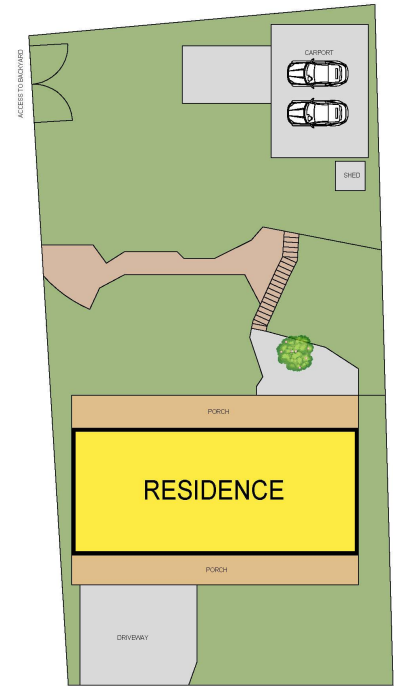 ACCESS TO BACKYARD
CARPORT
SHED
PORCH
RESIDENCE
PORCH
DRIVEWAY